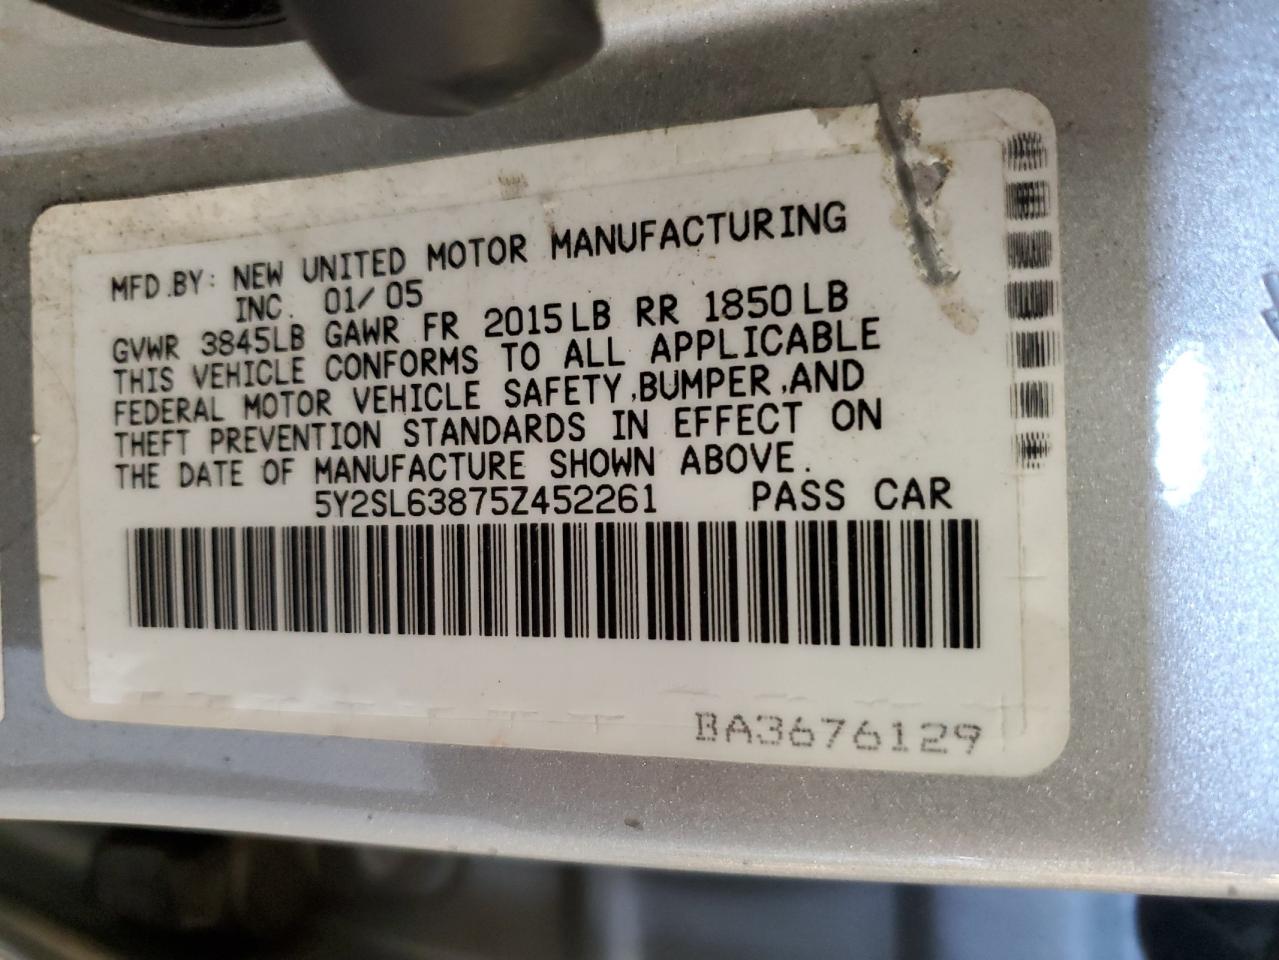 MFD.BY: NEW UNITED MOTOR MANUFACTURING
INC. 01/05
GVWR 3845LB GAWR FR 2015LB RR 1850LB
THIS VEHICLE CONFORMS TO ALL APPLICABLE
FEDERAL MOTOR VEHICLE SAFETY,BUMPER,AND
THEFT PREVENTION STANDARDS IN EFFECT ON
THE DATE OF MANUFACTURE SHOWN ABOVE.
5Y2SL63875Z452261 PASS CAR
BA3676129